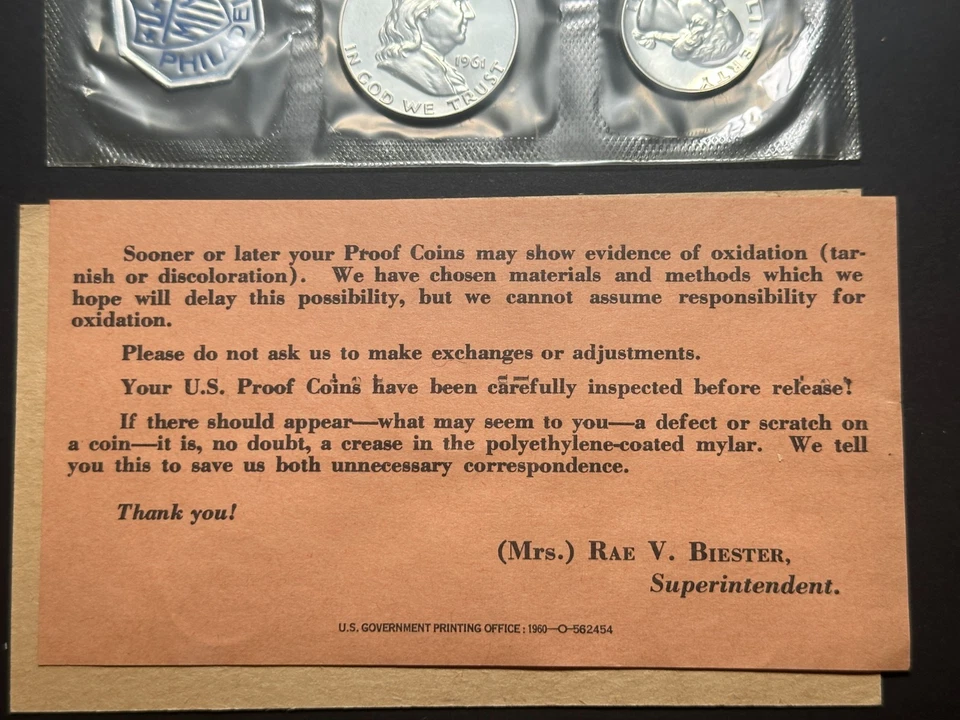 PHILADE
IN GOD WE TRUST
1961
LIBERTY
Sooner or later your Proof Coins may show evidence of oxidation (tar-
nish or discoloration). We have chosen materials and methods which we
hope will delay this possibility, but we cannot assume responsibility for
oxidation.
Please do not ask us to make exchanges or adjustments.
Your U.S. Proof Coins have been carefully inspected before release!
If there should appear—what may seem to you—a defect or scratch on
a coin—it is, no doubt, a crease in the polyethylene-coated mylar. We tell
you this to save us both unnecessary correspondence.
Thank you!
(Mrs.) RAE V. BIESTER,
Superintendent.
U.S. GOVERNMENT PRINTING OFFICE : 1960—O-562454